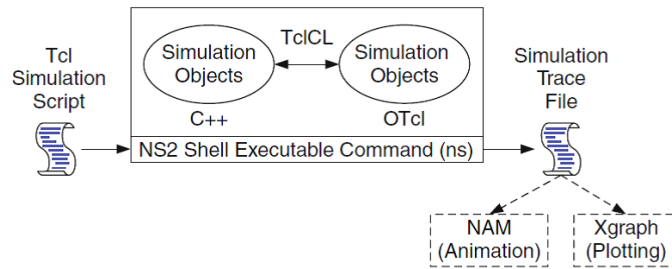 Tcl
Simulation
Script
Simulation
Objects
TclCL
Simulation
Objects
C++
OTcl
NS2 Shell Executable Command (ns)
Simulation
Trace
File
NAM
(Animation)
Xgraph
(Plotting)